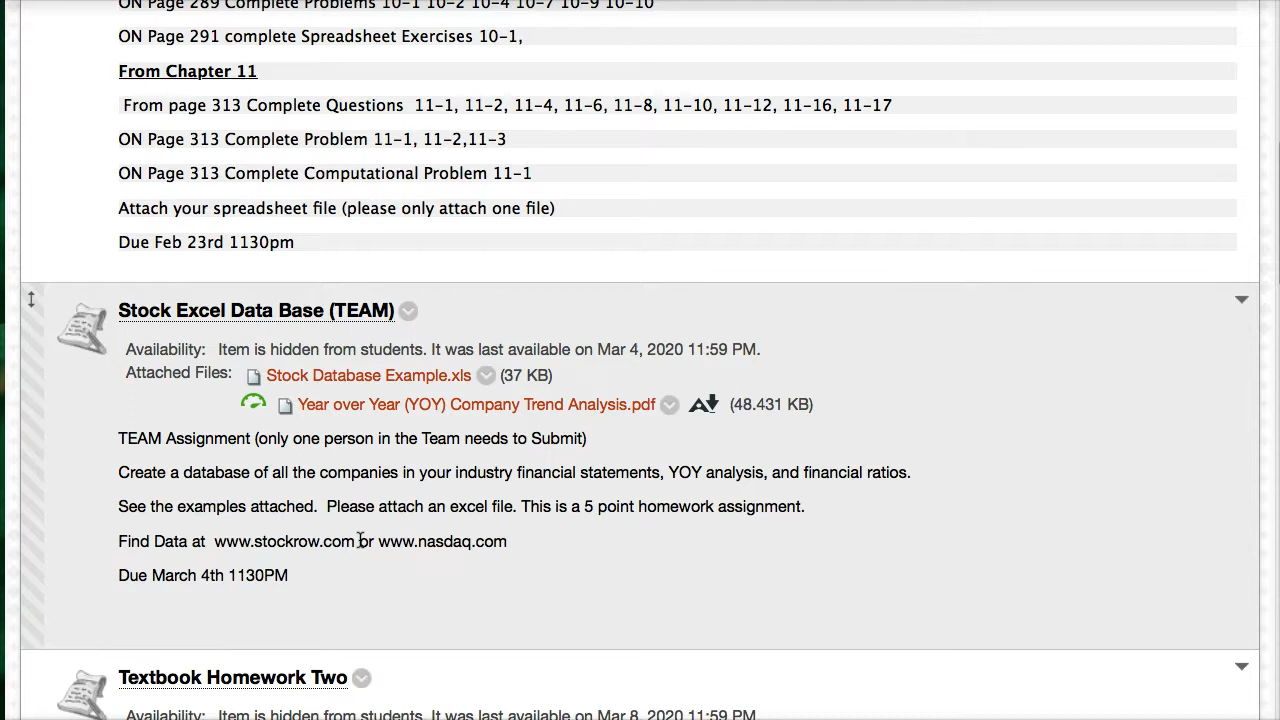 ON Page 289 Complete Problems 10-1 10-2 10-4 10-7 10-9 10-10
ON Page 291 complete Spreadsheet Exercises 10-1,
From Chapter 11
From page 313 Complete Questions  11-1, 11-2, 11-4, 11-6, 11-8, 11-10, 11-12, 11-16, 11-17
ON Page 313 Complete Problem 11-1, 11-2,11-3
ON Page 313 Complete Computational Problem 11-1
Attach your spreadsheet file (please only attach one file)
Due Feb 23rd 1130pm
Stock Excel Data Base (TEAM)
Availability: Item is hidden from students. It was last available on Mar 4, 2020 11:59 PM.
Attached Files: Stock Database Example.xls (37 KB)
Year over Year (YOY) Company Trend Analysis.pdf A (48.431 KB)
TEAM Assignment (only one person in the Team needs to Submit)
Create a database of all the companies in your industry financial statements, YOY analysis, and financial ratios.
See the examples attached.  Please attach an excel file. This is a 5 point homework assignment.
Find Data at  www.stockrow.com or www.nasdaq.com
Due March 4th 1130PM
Textbook Homework Two
Availability: Item is hidden from students. It was last available on Mar 8, 2020 11:59 PM.